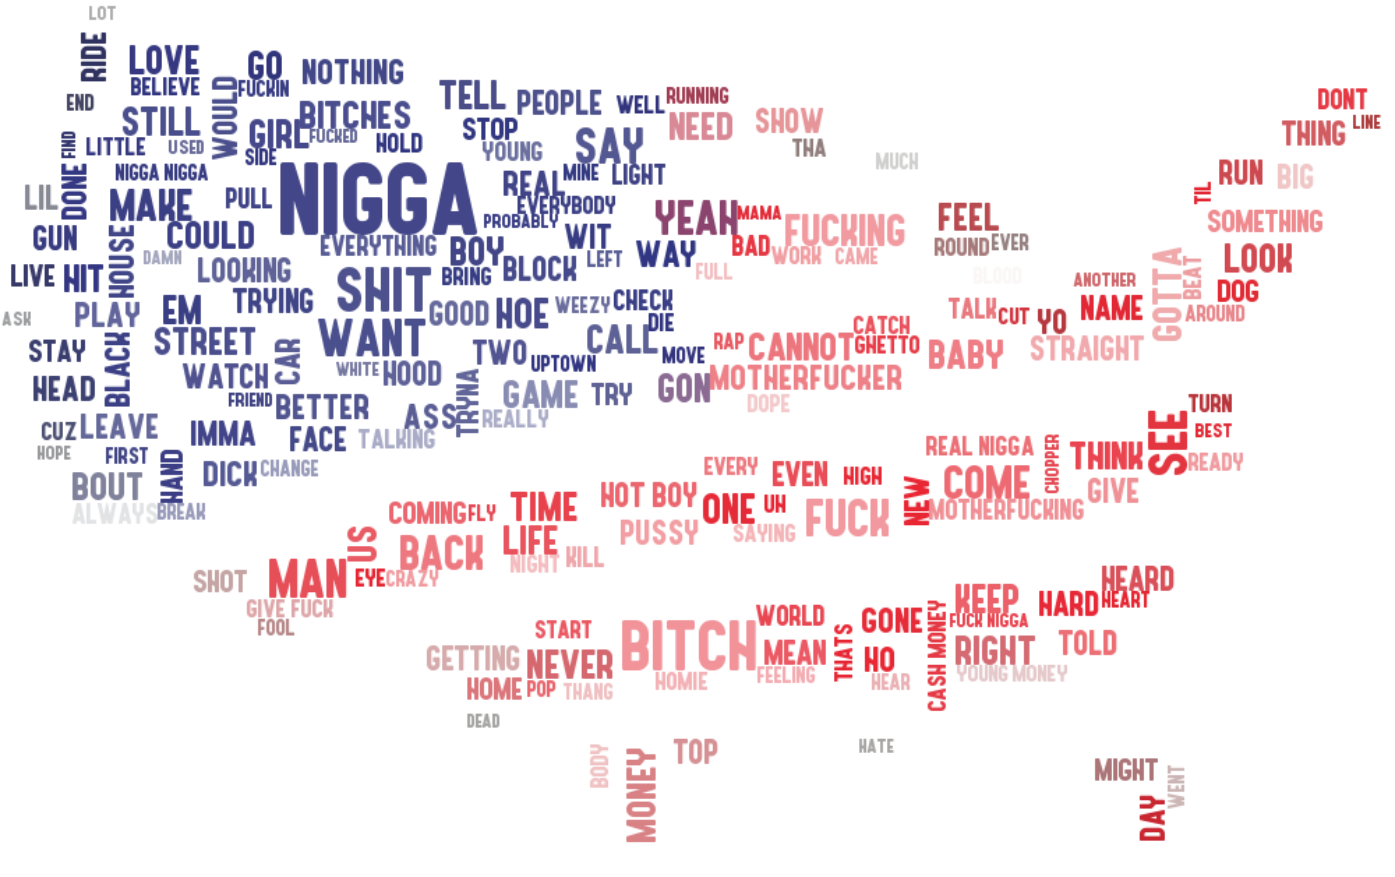 LOT
RIDE
LOVE
GO
NOTHING
BELIEVE
FUCKIN
TELL
PEOPLE
WELL
RUNNING
DONT
END
WOULD
BITCHES
STILL
GIRL
FUCKED
HOLD
STOP
SAY
NEED
SHOW
THING
LINE
FIND
LITTLE
USED
SIDE
YOUNG
THA
MUCH
NIGGA NIGGA
NIGGA
REAL
MINE
LIGHT
TIL
RUN
BIG
LIL
DONE
MAKE
PULL
EVERYBODY
PROBABLY
YEAH
MAMA
FUCKING
FEEL
SOMETHING
GUN
HOUSE
COULD
EVERYTHING
BOY
WIT
WAY
BAD
WORK
CAME
ROUND
EVER
LOOK
DAMN
LOOKING
BRING
BLOCK
LEFT
FULL
BLOOD
LIVE
HIT
ANOTHER
GOTTA
BEAT
DOG
ASK
PLAY
EM
TRYING
SHIT
GOOD
HOE
WEEZY
CHECK
DIE
TALK
CUT
YO
NAME
AROUND
STAY
BLACK
STREET
CAR
WANT
TWO
UPTOWN
CALL
MOVE
RAP
CANNOT
CATCH
GHETTO
BABY
STRAIGHT
HEAD
WATCH
WHITE
HOOD
TRYNA
GAME
TRY
GON
MOTHERFUCKER
FRIEND
BETTER
ASS
REALLY
DOPE
TURN
CUZ
LEAVE
IMMA
FACE
TALKING
SEE
BEST
HOPE
FIRST
HAND
DICK
CHANGE
EVERY
EVEN
HIGH
REAL NIGGA
CHOPPER
THINK
READY
BOUT
ALWAYS
BREAK
COMING
FLY
TIME
HOT BOY
ONE
UH
FUCK
NEW
COME
GIVE
MOTHERFUCKING
US
BACK
LIFE
PUSSY
SAYING
NIGHT
KILL
SHOT
MAN
EYE
CRAZY
HEARD
GIVE FUCK
FOOL
START
BITCH
WORLD
GONE
KEEP
HARD
HEART
FUCK NIGGA
GETTING
NEVER
MEAN
THATS
HO
CASH MONEY
RIGHT
TOLD
HOME
POP
THANG
HOMIE
FEELING
HEAR
YOUNG MONEY
DEAD
BODY
MONEY
TOP
HATE
MIGHT
WENT
DAY